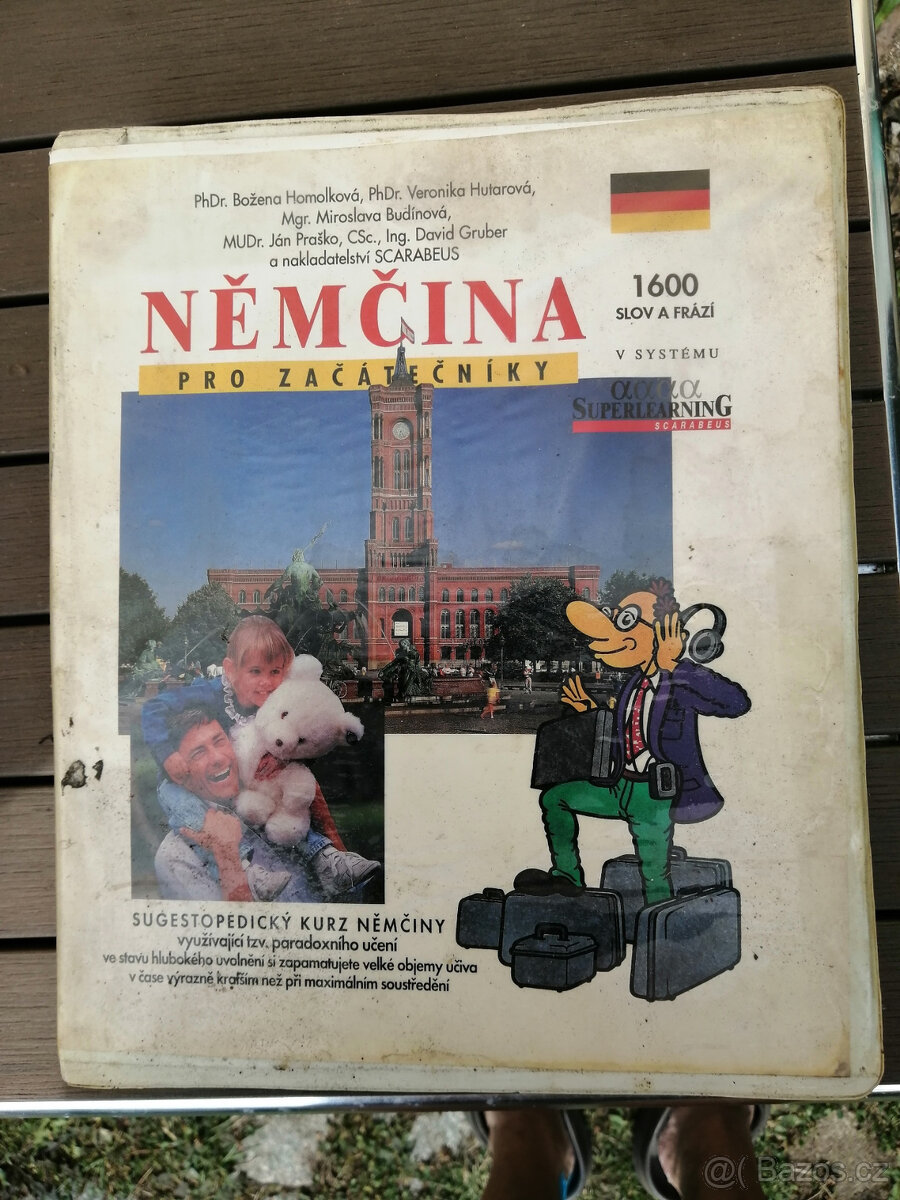 PhDr. Božena Homolková, PhDr. Veronika Hutarová,
Mgr. Miroslava Budínová,
MUDr. Ján Praško, CSc., Ing. David Gruber
a nakladatelství SCARABEUS
NĚMČINA
PRO ZAČÁTEČNÍKY
1600
SLOV A FRÁZÍ
V SYSTÉMU
αααα
SUPERLEARNING
SCARABEUS
SUGESTOPEDICKÝ KURZ NĚMČINY
využívající tzv. paradoxního učení
ve stavu hlubokého uvolnění si zapamatujete velké objemy učiva
v čase výrazně kratším než při maximálním soustředění
@ Bazos.cz